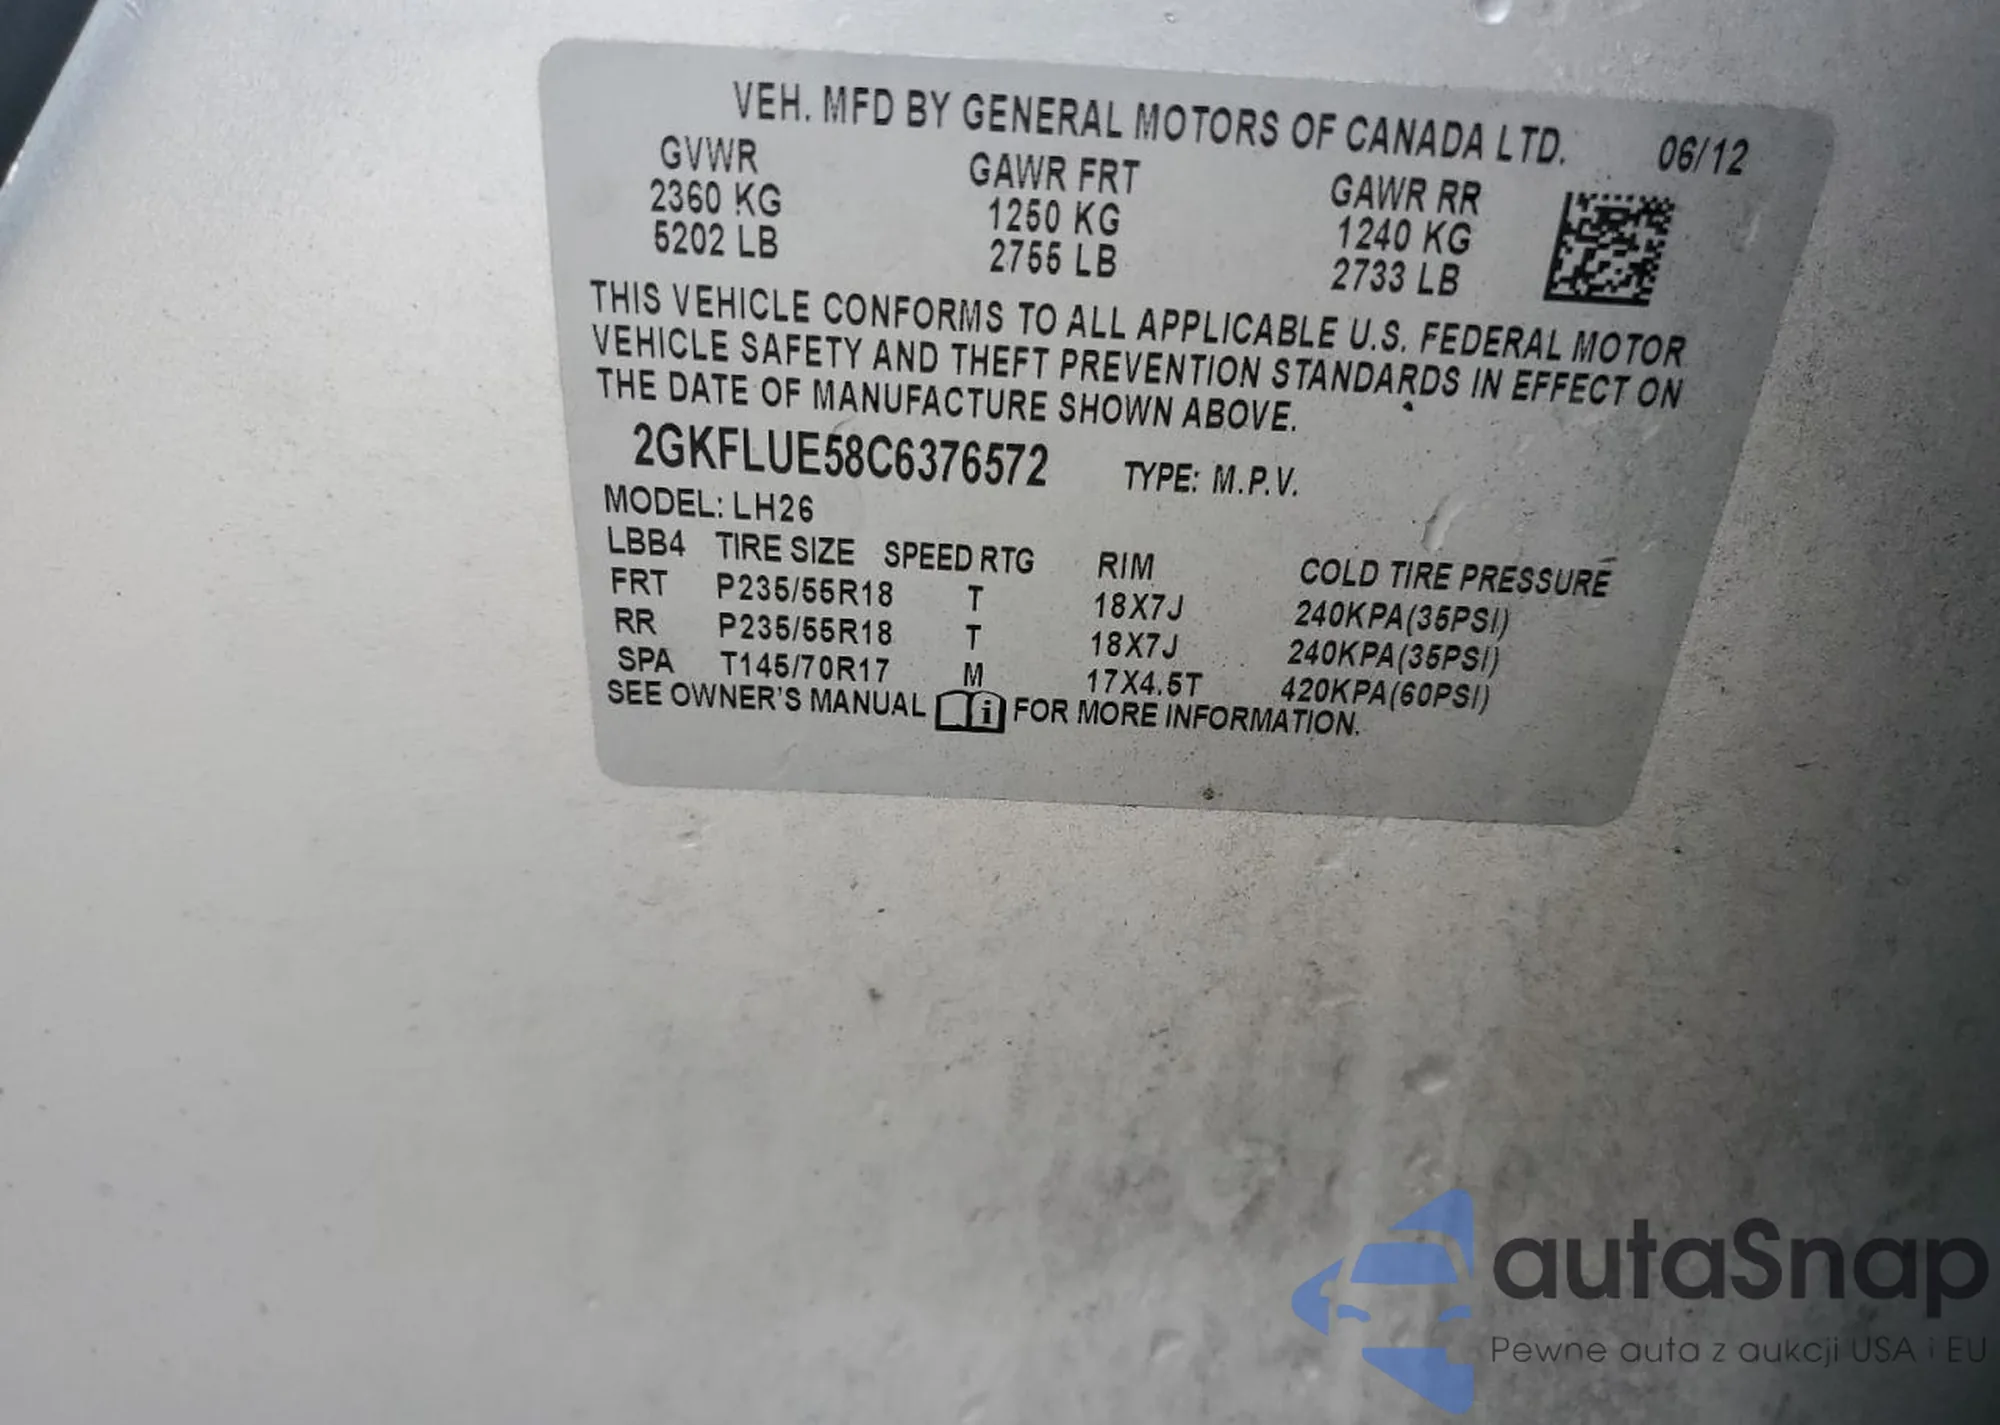 VEH. MFD BY GENERAL MOTORS OF CANADA LTD. 06/12
GVWR GAWR FRT GAWR RR
2360 KG 1250 KG 1240 KG
5202 LB 2755 LB 2733 LB
THIS VEHICLE CONFORMS TO ALL APPLICABLE U.S. FEDERAL MOTOR
VEHICLE SAFETY AND THEFT PREVENTION STANDARDS IN EFFECT ON
THE DATE OF MANUFACTURE SHOWN ABOVE.
2GKFLUE58C6376572 TYPE: M.P.V.
MODEL: LH26
LBB4 TIRE SIZE SPEED RTG RIM COLD TIRE PRESSURE
FRT P235/55R18 T 18X7J 240KPA(35PSI)
RR P235/55R18 T 18X7J 240KPA(35PSI)
SPA T145/70R17 M 17X4.5T 420KPA(60PSI)
SEE OWNER'S MANUAL i FOR MORE INFORMATION.
autaSnap
Pewne auta z aukcji USA i EU